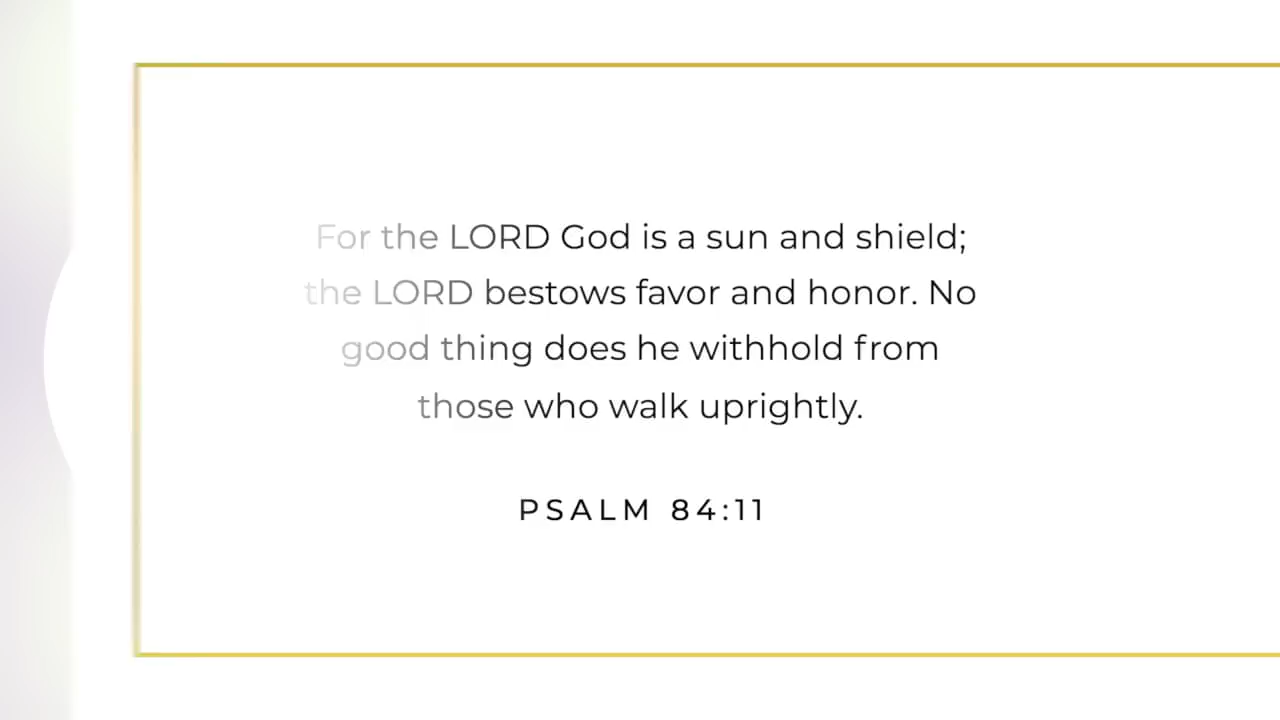 For the LORD God is a sun and shield;
the LORD bestows favor and honor. No
good thing does he withhold from
those who walk uprightly.
PSALM 84:11